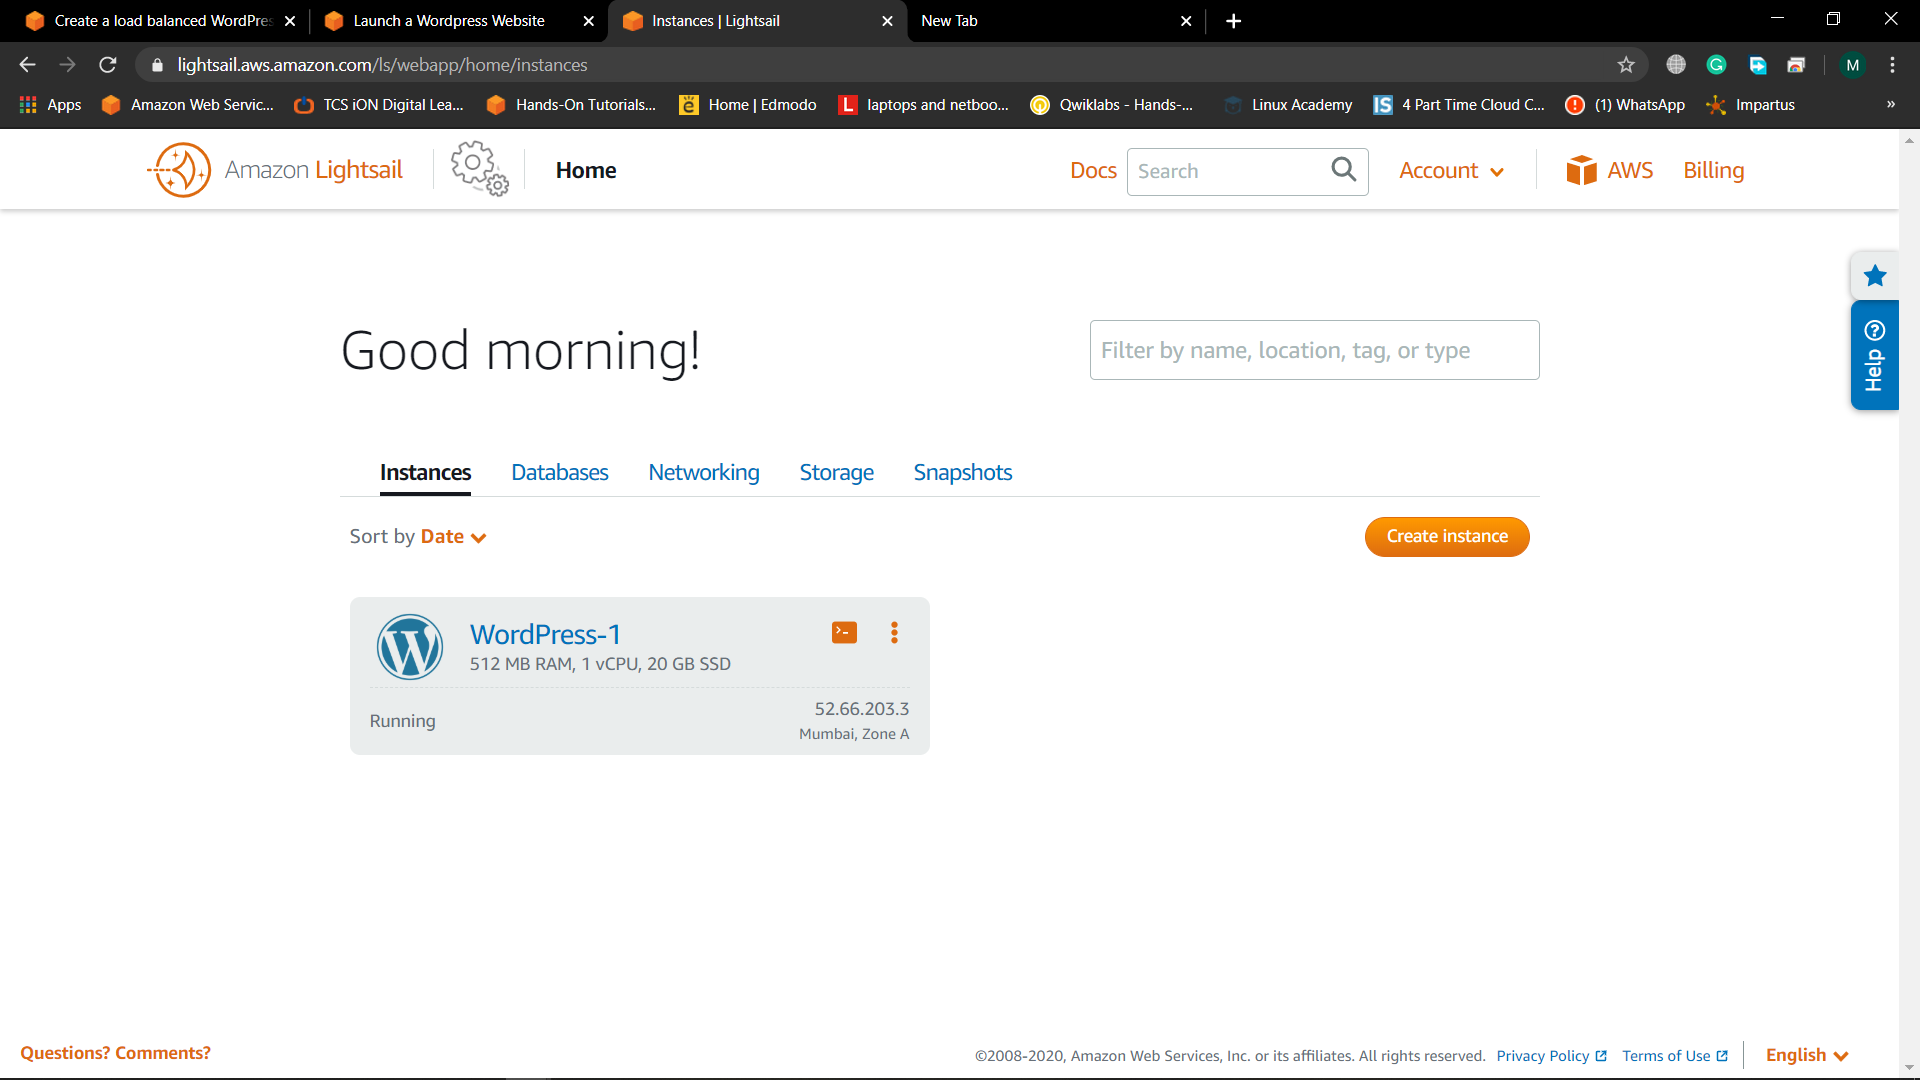 Create a load balanced WordPres
Launch a Wordpress Website
Instances | Lightsail
New Tab
lightsail.aws.amazon.com/ls/webapp/home/instances
M
Apps
Amazon Web Servic...
TCS iON Digital Lea...
Hands-On Tutorials...
Home | Edmodo
laptops and netboo...
Qwiklabs - Hands-...
Linux Academy
4 Part Time Cloud C...
(1) WhatsApp
Impartus
Amazon Lightsail
Home
Docs
Search
Account
AWS
Billing
Help
Good morning!
Filter by name, location, tag, or type
Instances
Databases
Networking
Storage
Snapshots
Sort by Date
Create instance
WordPress-1
512 MB RAM, 1 vCPU, 20 GB SSD
Running
52.66.203.3
Mumbai, Zone A
Questions? Comments?
©2008-2020, Amazon Web Services, Inc. or its affiliates. All rights reserved.
Privacy Policy
Terms of Use
English